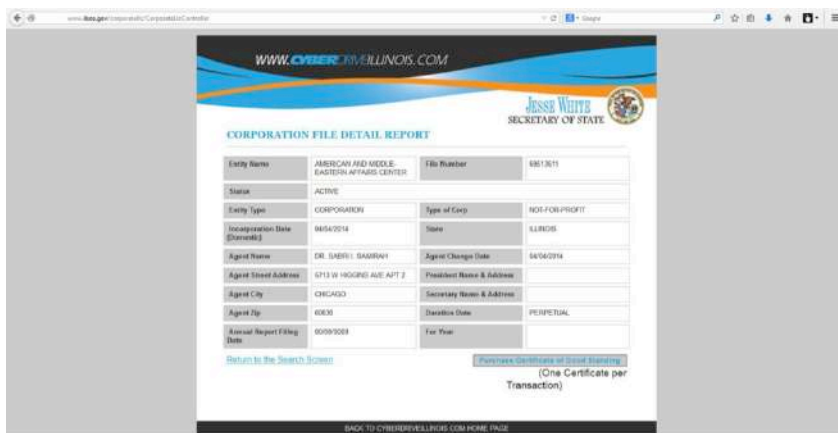 WWW.CYBERDRIVEILLINOIS.COM
JESSE WHITE
SECRETARY OF STATE
CORPORATION FILE DETAIL REPORT
Entity Name AMERICAN AND MIDDLE-EASTERN AFFAIRS CENTER File Number
Status ACTIVE
Entity Type CORPORATION Type of Corp NOT-FOR-PROFIT
Incorporation Date (Domestic) 04/04/2014 State ILLINOIS
Agent Name DR. SABRI I. SAMIRAH Agent Change Date 04/04/2014
Agent Street Address W HIGGINS AVE APT 2 President Name & Address
Agent City CHICAGO Secretary Name & Address
Agent Zip Duration Date PERPETUAL
Annual Report Filing Date 00/00/0000 For Year
Return to the Search Screen Purchase Certificate of Good Standing
(One Certificate per
Transaction)
BACK TO CYBERDRIVEILLINOIS.COM HOME PAGE